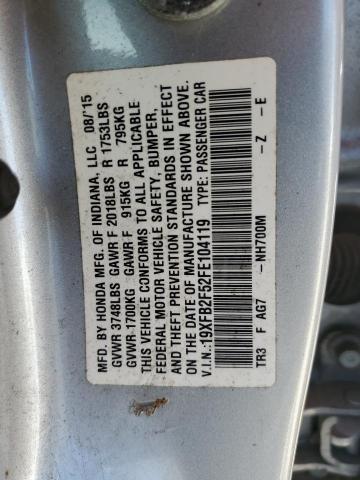 MFD. BY HONDA MFG. OF INDIANA, LLC 08/15
GVWR 3748LBS GAWR F 2018LBS R 1753LBS
GVWR-1700KG GAWR F 915KG R 795KG
THIS VEHICLE CONFORMS TO ALL APPLICABLE
FEDERAL MOTOR VEHICLE SAFETY, BUMPER,
AND THEFT PREVENTION STANDARDS IN EFFECT
ON THE DATE OF MANUFACTURE SHOWN ABOVE.
V.I.N.:19XFB2F52FE104119 TYPE: PASSENGER CAR
TR3 F AG7 -NH700M -Z -E